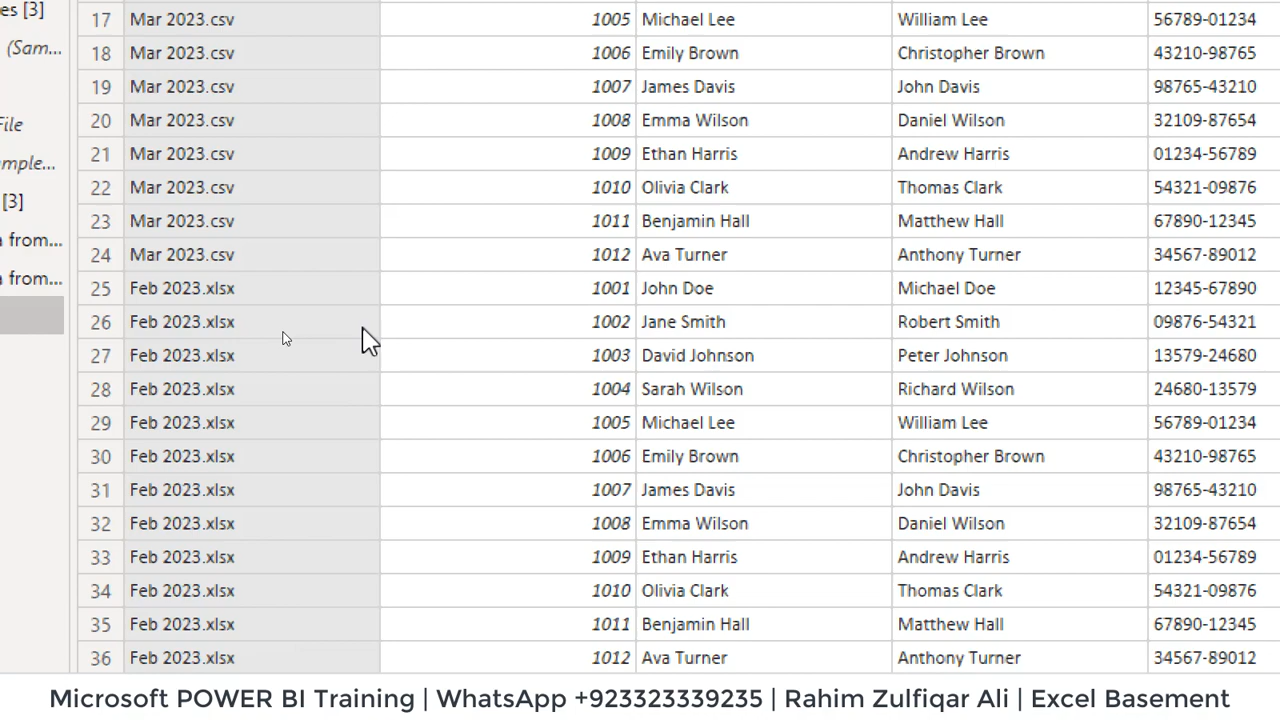 es [3]
(Sam...
File
mple...
[3]
a from...
a from...
17 Mar 2023.csv 1005 Michael Lee William Lee 56789-01234
18 Mar 2023.csv 1006 Emily Brown Christopher Brown 43210-98765
19 Mar 2023.csv 1007 James Davis John Davis 98765-43210
20 Mar 2023.csv 1008 Emma Wilson Daniel Wilson 32109-87654
21 Mar 2023.csv 1009 Ethan Harris Andrew Harris 01234-56789
22 Mar 2023.csv 1010 Olivia Clark Thomas Clark 54321-09876
23 Mar 2023.csv 1011 Benjamin Hall Matthew Hall 67890-12345
24 Mar 2023.csv 1012 Ava Turner Anthony Turner 34567-89012
25 Feb 2023.xlsx 1001 John Doe Michael Doe 12345-67890
26 Feb 2023.xlsx 1002 Jane Smith Robert Smith 09876-54321
27 Feb 2023.xlsx 1003 David Johnson Peter Johnson 13579-24680
28 Feb 2023.xlsx 1004 Sarah Wilson Richard Wilson 24680-13579
29 Feb 2023.xlsx 1005 Michael Lee William Lee 56789-01234
30 Feb 2023.xlsx 1006 Emily Brown Christopher Brown 43210-98765
31 Feb 2023.xlsx 1007 James Davis John Davis 98765-43210
32 Feb 2023.xlsx 1008 Emma Wilson Daniel Wilson 32109-87654
33 Feb 2023.xlsx 1009 Ethan Harris Andrew Harris 01234-56789
34 Feb 2023.xlsx 1010 Olivia Clark Thomas Clark 54321-09876
35 Feb 2023.xlsx 1011 Benjamin Hall Matthew Hall 67890-12345
36 Feb 2023.xlsx 1012 Ava Turner Anthony Turner 34567-89012
Microsoft POWER BI Training | WhatsApp +923323339235 | Rahim Zulfiqar Ali | Excel Basement